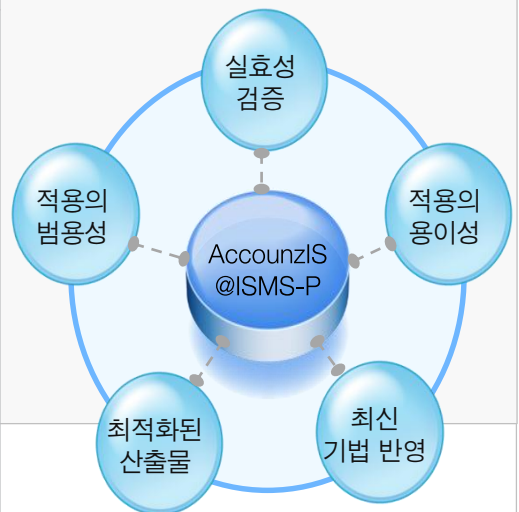 실효성
검증
적용의
범용성
적용의
용이성
AccounzIS
@ISMS-P
최적화된
산출물
최신
기법 반영